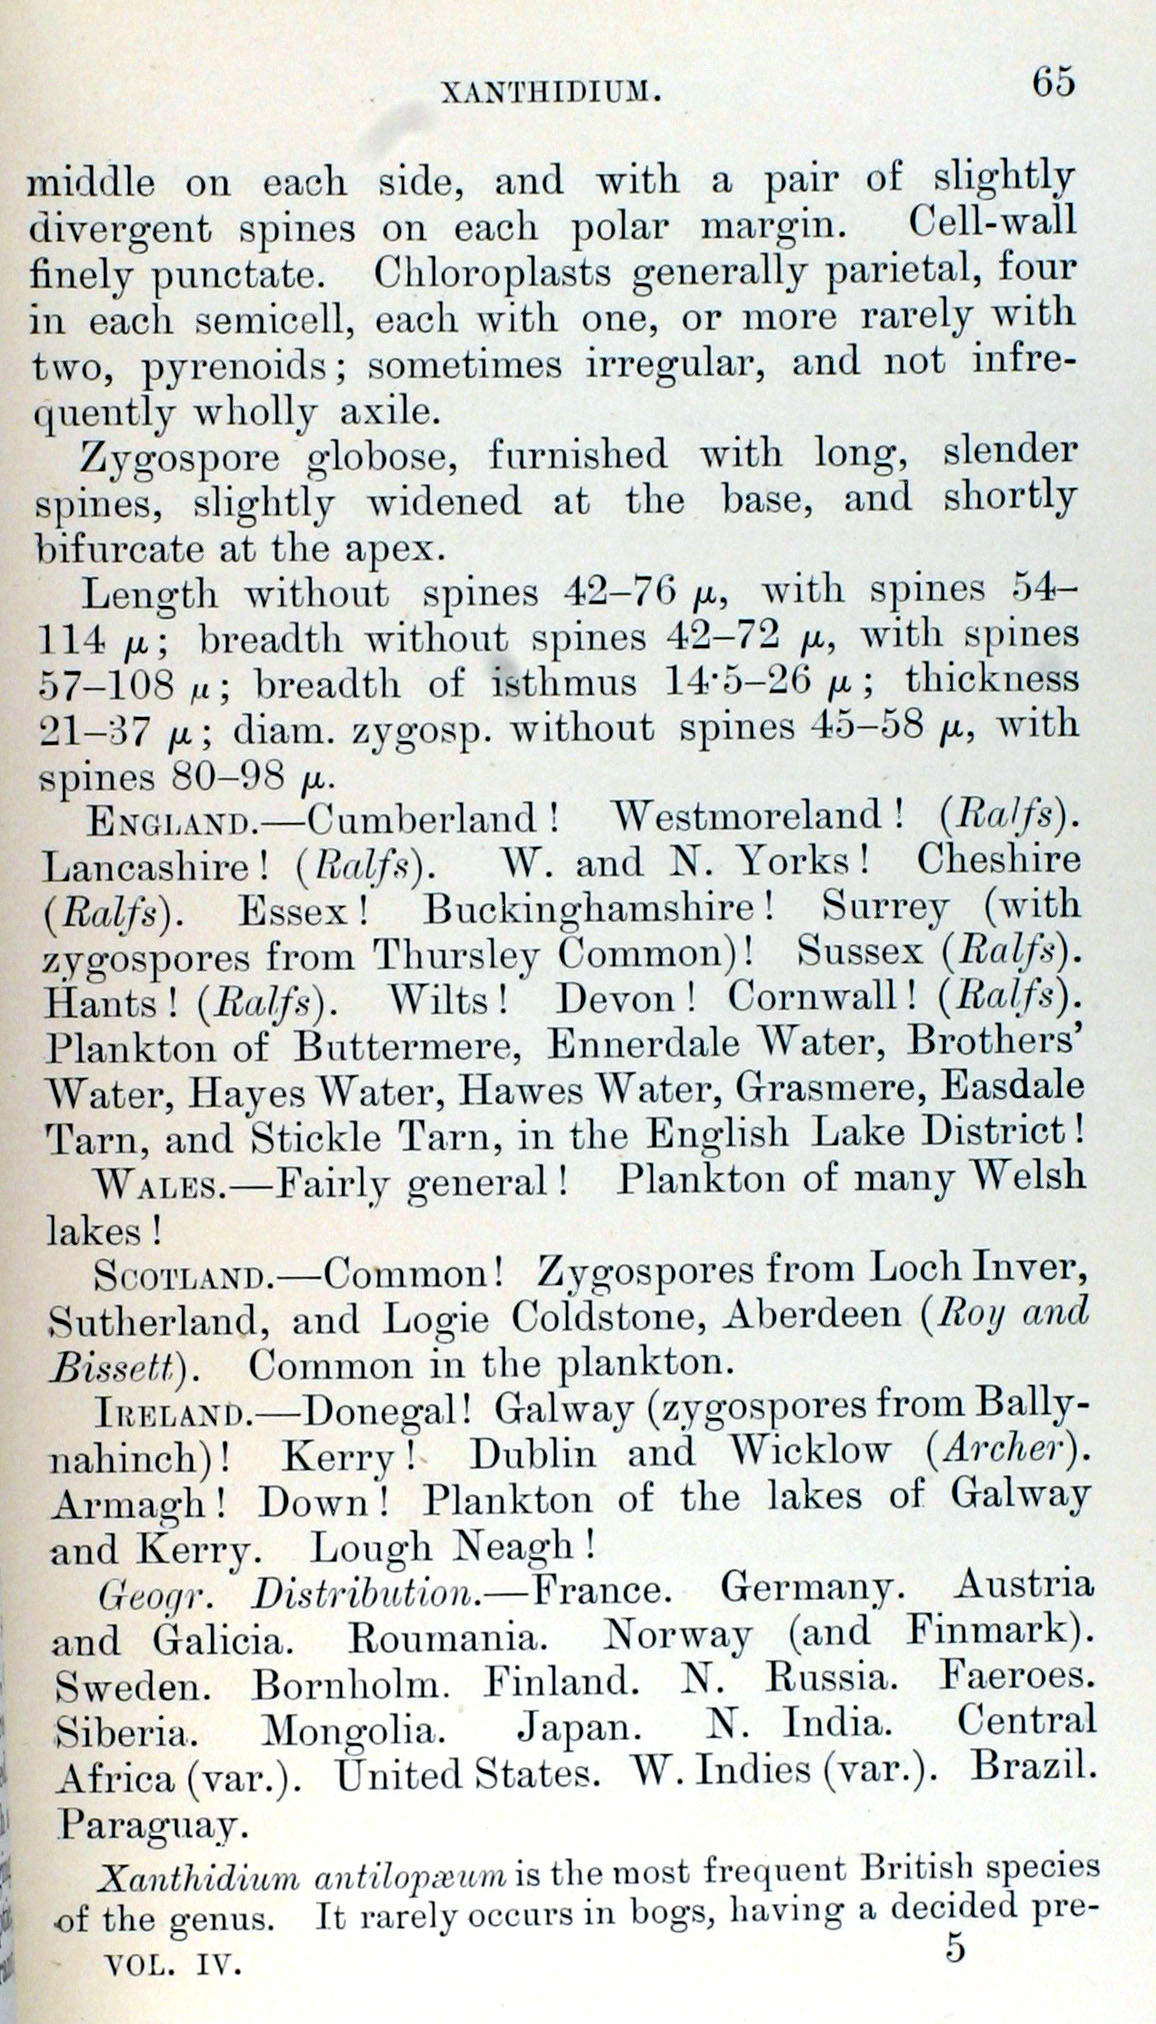 XANTHIDIUM. 65
middle on each side, and with a pair of slightly
divergent spines on each polar margin. Cell-wall
finely punctate. Chloroplasts generally parietal, four
in each semicell, each with one, or more rarely with
two, pyrenoids; sometimes irregular, and not infre-
quently wholly axile.
Zygospore globose, furnished with long, slender
spines, slightly widened at the base, and shortly
bifurcate at the apex.
Length without spines 42–76 μ, with spines 54–
114 μ; breadth without spines 42–72 μ, with spines
57–108 μ; breadth of isthmus 14·5–26 μ; thickness
21–37 μ; diam. zygosp. without spines 45–58 μ, with
spines 80–98 μ.
ENGLAND.—Cumberland! Westmoreland! (Ralfs).
Lancashire! (Ralfs). W. and N. Yorks! Cheshire
(Ralfs). Essex! Buckinghamshire! Surrey (with
zygospores from Thursley Common)! Sussex (Ralfs).
Hants! (Ralfs). Wilts! Devon! Cornwall! (Ralfs).
Plankton of Buttermere, Ennerdale Water, Brothers’
Water, Hayes Water, Hawes Water, Grasmere, Easdale
Tarn, and Stickle Tarn, in the English Lake District!
WALES.—Fairly general! Plankton of many Welsh
lakes!
SCOTLAND.—Common! Zygospores from Loch Inver,
Sutherland, and Logie Coldstone, Aberdeen (Roy and
Bissett). Common in the plankton.
IRELAND.—Donegal! Galway (zygospores from Bally-
nahinch)! Kerry! Dublin and Wicklow (Archer).
Armagh! Down! Plankton of the lakes of Galway
and Kerry. Lough Neagh!
Geogr. Distribution.—France. Germany. Austria
and Galicia. Roumania. Norway (and Finmark).
Sweden. Bornholm. Finland. N. Russia. Faeroes.
Siberia. Mongolia. Japan. N. India. Central
Africa (var.). United States. W. Indies (var.). Brazil.
Paraguay.
Xanthidium antilopæum is the most frequent British species
of the genus. It rarely occurs in bogs, having a decided pre-
VOL. IV. 5